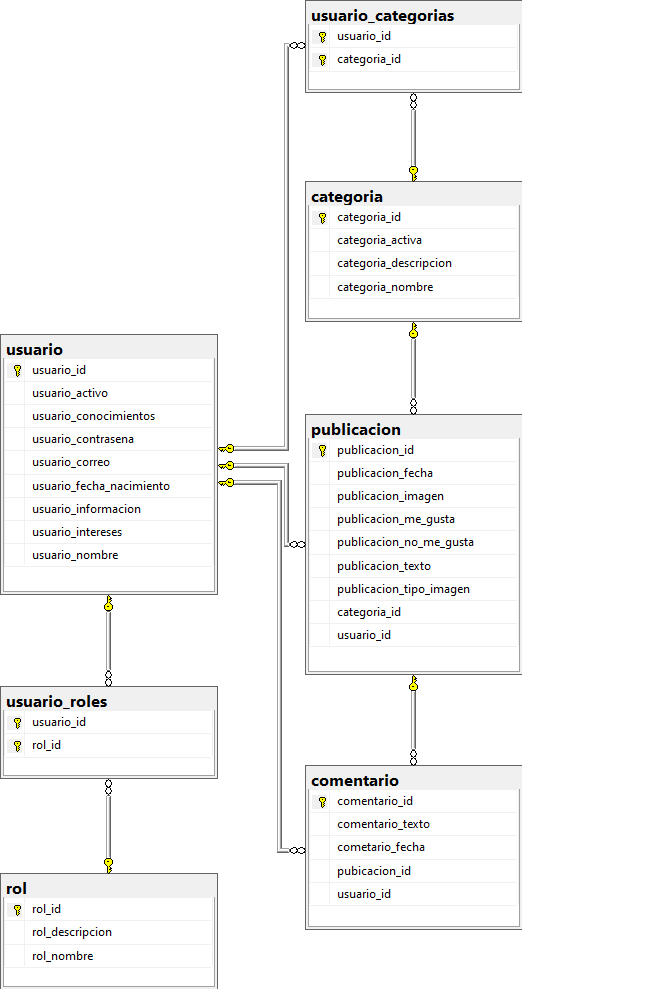 usuario_categorias
usuario_id
categoria_id
categoria
categoria_id
categoria_activa
categoria_descripcion
categoria_nombre
usuario
usuario_id
usuario_activo
usuario_conocimientos
usuario_contrasena
usuario_correo
usuario_fecha_nacimiento
usuario_informacion
usuario_intereses
usuario_nombre
publicacion
publicacion_id
publicacion_fecha
publicacion_imagen
publicacion_me_gusta
publicacion_no_me_gusta
publicacion_texto
publicacion_tipo_imagen
categoria_id
usuario_id
usuario_roles
usuario_id
rol_id
comentario
comentario_id
comentario_texto
cometario_fecha
pubicacion_id
usuario_id
rol
rol_id
rol_descripcion
rol_nombre